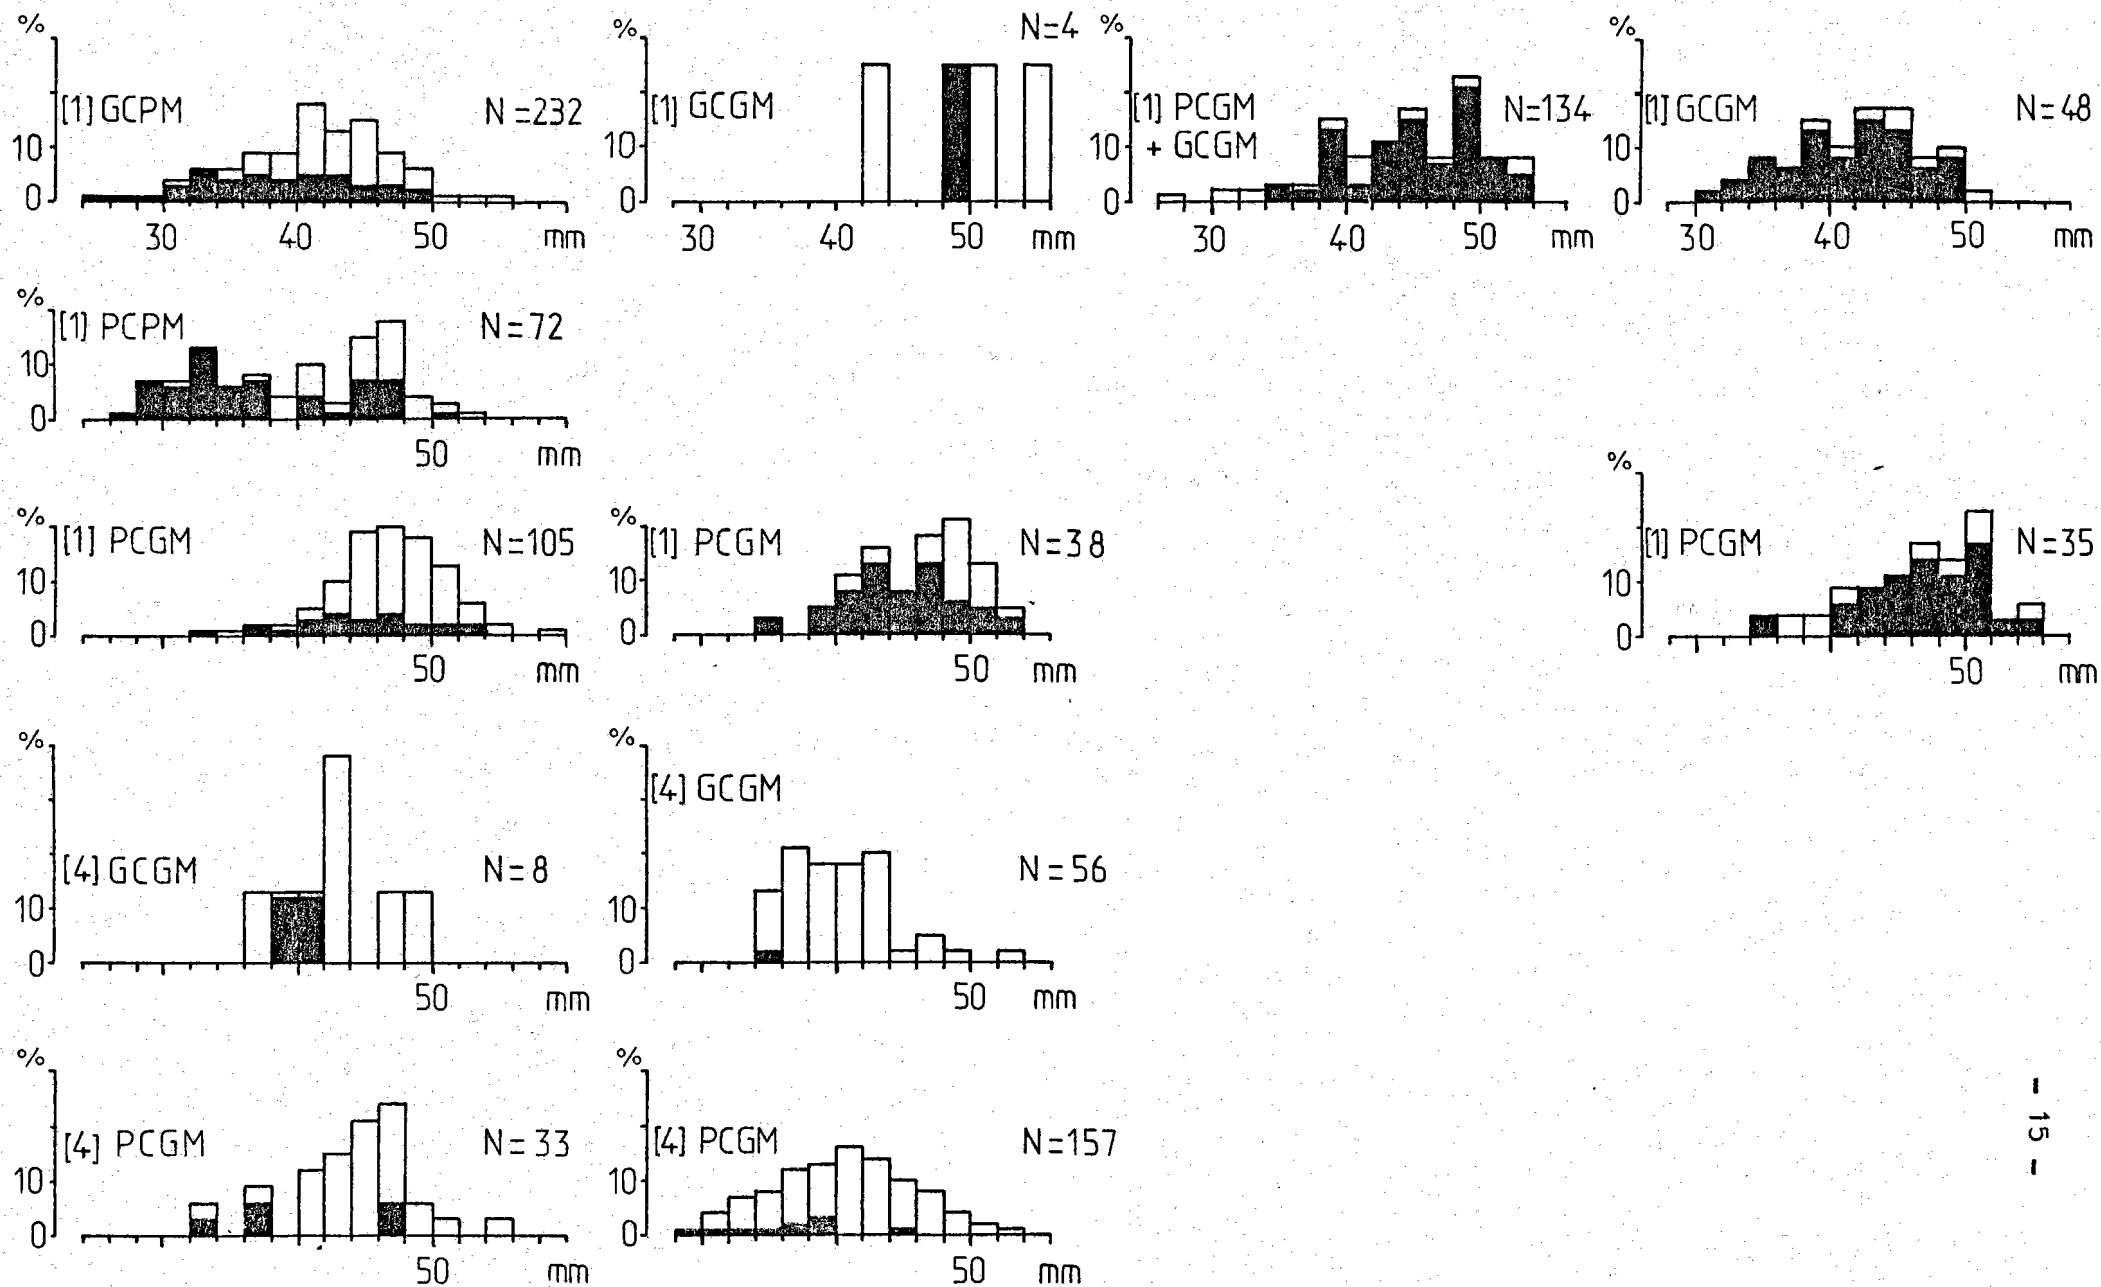 %
[1] GCPM N=232
10
0
30 40 50 mm
% N=4
[1] GCGM
10
0
30 40 50 mm
%
[1] PCGM N=134
10 + GCGM
0
30 40 50 mm
%
[1] GCGM N=48
10
0
30 40 50 mm
%
[1] PCPM N=72
10
0
50 mm
%
[1] PCGM N=105
10
0
50 mm
%
[1] PCGM N=38
10
0
50 mm
%
[1] PCGM N=35
10
0
50 mm
%
[4] GCGM N=8
10
0
50 mm
%
[4] GCGM
N=56
10
0
50 mm
%
[4] PCGM N=33
10
0
50 mm
%
[4] PCGM N=157
10
0
50 mm
- 15 -